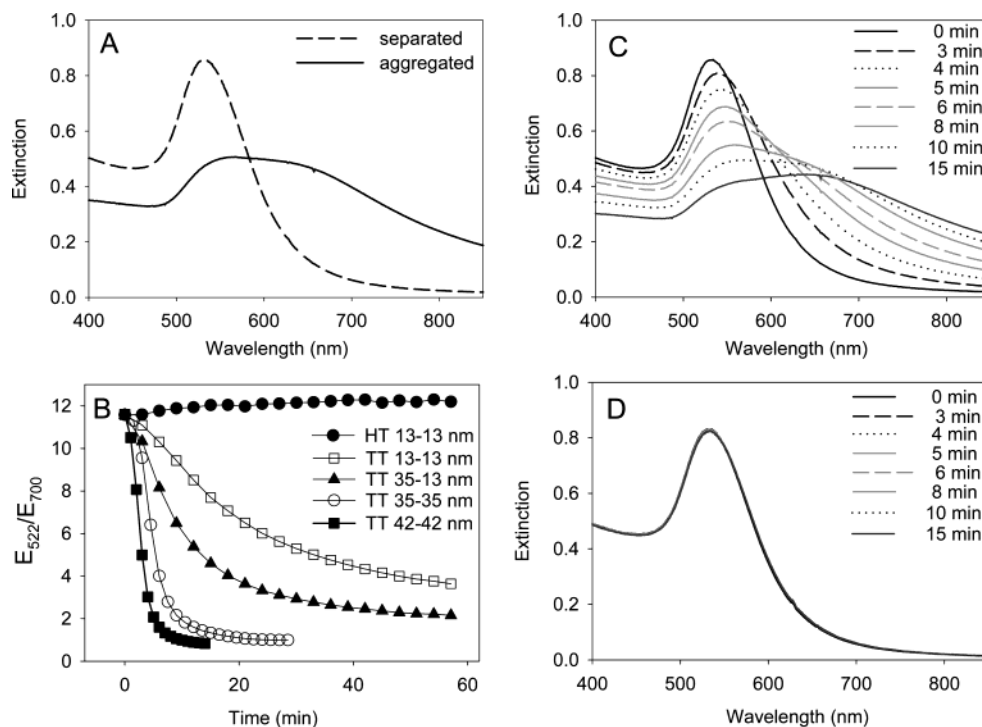 A
separated
aggregated
Extinction
1.0
0.8
0.6
0.4
0.2
0.0
400
500
600
700
800
Wavelength (nm)
C
0 min
3 min
4 min
5 min
6 min
8 min
10 min
15 min
Extinction
1.0
0.8
0.6
0.4
0.2
0.0
400
500
600
700
800
Wavelength (nm)
B
HT 13-13 nm
TT 13-13 nm
TT 35-13 nm
TT 35-35 nm
TT 42-42 nm
E522/E700
12
10
8
6
4
2
0
0
20
40
60
Time (min)
D
0 min
3 min
4 min
5 min
6 min
8 min
10 min
15 min
Extinction
1.0
0.8
0.6
0.4
0.2
0.0
400
500
600
700
800
Wavelength (nm)